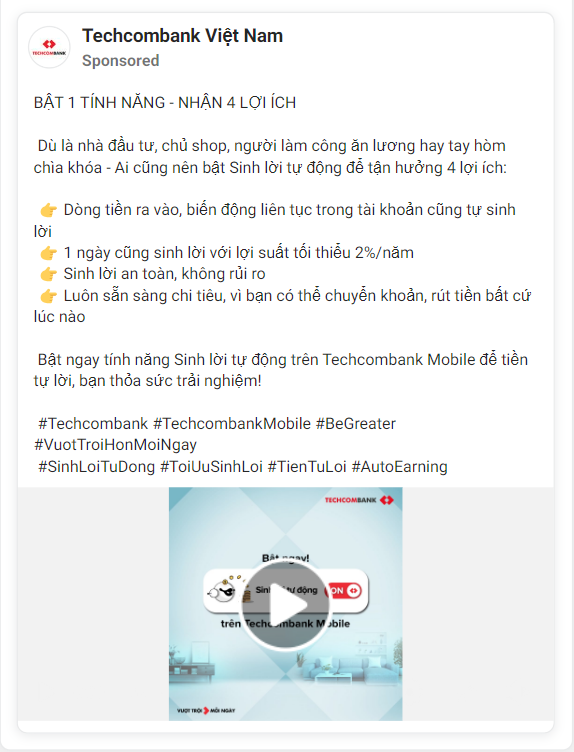 Techcombank Việt Nam
TECHCOMBANK
Sponsored
BẬT 1 TÍNH NĂNG - NHẬN 4 LỢI ÍCH
Dù là nhà đầu tư, chủ shop, người làm công ăn lương hay tay hòm
chìa khóa - Ai cũng nên bật Sinh lời tự động để tận hưởng 4 lợi ích:
👉 Dòng tiền ra vào, biến động liên tục trong tài khoản cũng tự sinh
lời
👉 1 ngày cũng sinh lời với lợi suất tối thiểu 2%/năm
👉 Sinh lời an toàn, không rủi ro
👉 Luôn sẵn sàng chi tiêu, vì bạn có thể chuyển khoản, rút tiền bất cứ
lúc nào
Bật ngay tính năng Sinh lời tự động trên Techcombank Mobile để tiền
tự lời, bạn thỏa sức trải nghiệm!
#Techcombank #TechcombankMobile #BeGreater
#VuotTroiHonMoiNgay
#SinhLoiTuDong #ToiUuSinhLoi #TienTuLoi #AutoEarning
TECHCOMBANK
Bật ngay!
Sinh tự động ON
trên Techcombank Mobile
VƯỢT TRỘI MỖI NGÀY